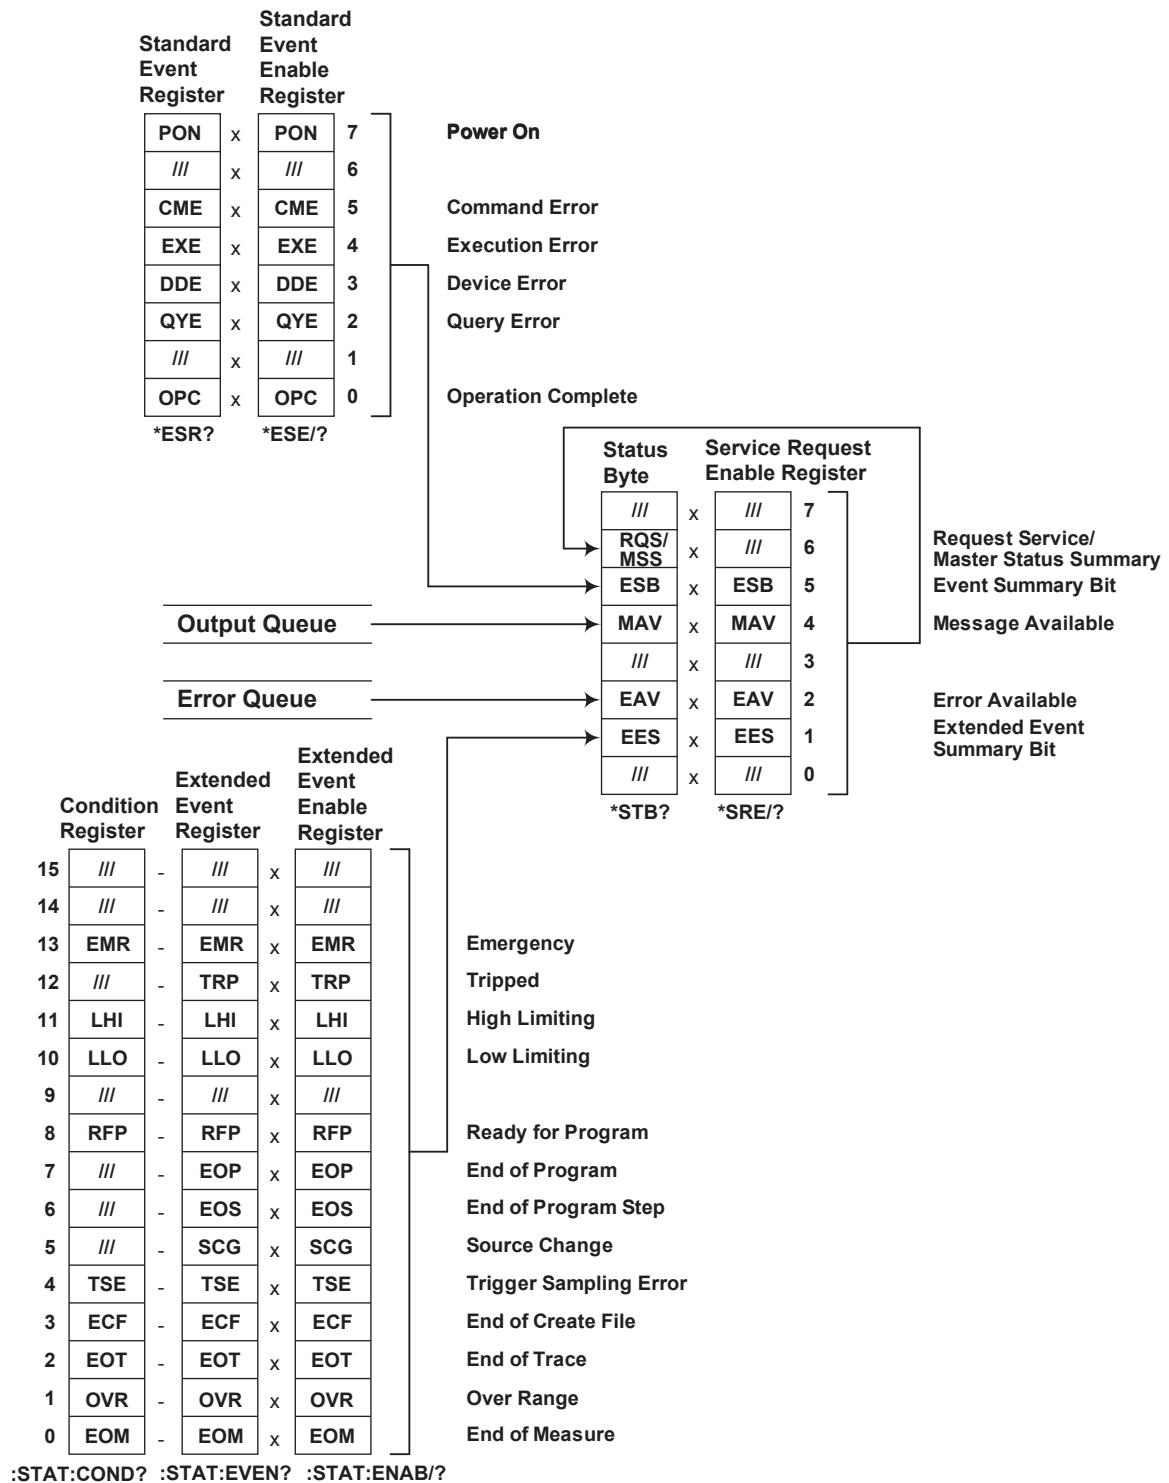 Standard Event Register
Standard Event Enable Register
PON x PON 7 Power On
/// x /// 6
CME x CME 5 Command Error
EXE x EXE 4 Execution Error
DDE x DDE 3 Device Error
QYE x QYE 2 Query Error
/// x /// 1
OPC x OPC 0 Operation Complete
*ESR? *ESE/?
Status Byte
Service Request Enable Register
/// x /// 7
RQS/MSS x /// 6 Request Service/Master Status Summary
ESB x ESB 5 Event Summary Bit
Output Queue MAV x MAV 4 Message Available
/// x /// 3
Error Queue EAV x EAV 2 Error Available
EES x EES 1 Extended Event Summary Bit
/// x /// 0
*STB? *SRE/?
Condition Register
Extended Event Register
Extended Event Enable Register
15 /// - /// x ///
14 /// - /// x ///
13 EMR - EMR x EMR Emergency
12 /// - TRP x TRP Tripped
11 LHI - LHI x LHI High Limiting
10 LLO - LLO x LLO Low Limiting
9 /// - /// x ///
8 RFP - RFP x RFP Ready for Program
7 /// - EOP x EOP End of Program
6 /// - EOS x EOS End of Program Step
5 /// - SCG x SCG Source Change
4 TSE - TSE x TSE Trigger Sampling Error
3 ECF - ECF x ECF End of Create File
2 EOT - EOT x EOT End of Trace
1 OVR - OVR x OVR Over Range
0 EOM - EOM x EOM End of Measure
:STAT:COND? :STAT:EVEN? :STAT:ENAB/?